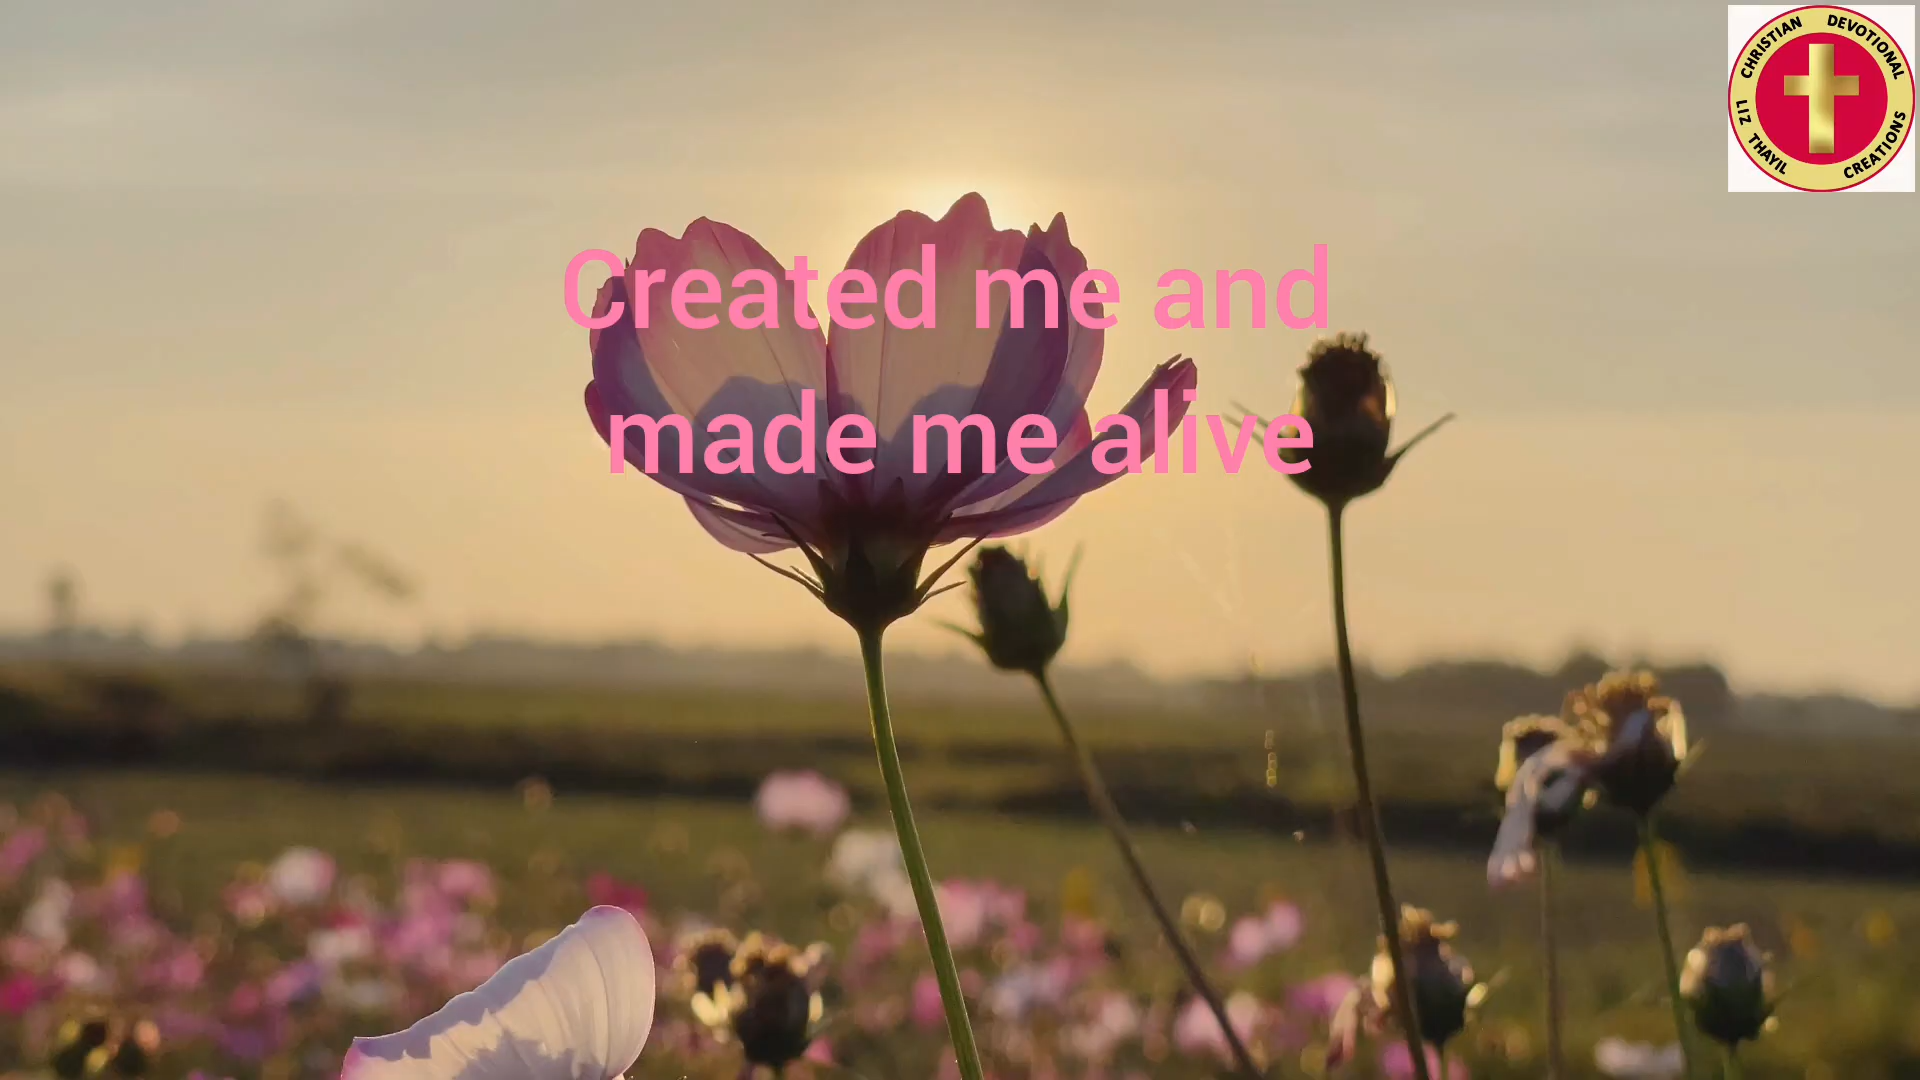 Created me and
made me alive
CHRISTIAN DEVOTIONAL
LIZ THAYIL CREATIONS